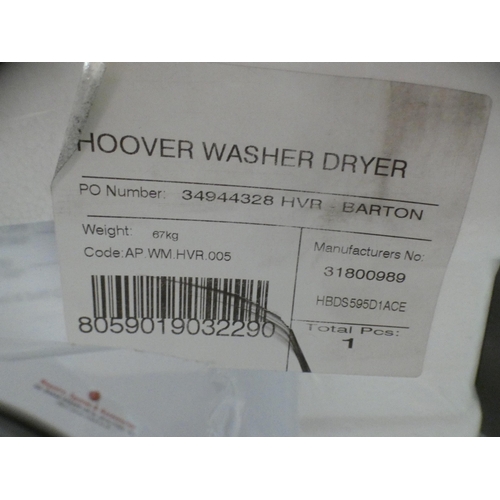 HOOVER WASHER DRYER
PO Number: 34944328 HVR - BARTON
Weight: 67kg
Code:AP.WM.HVR.005
8059019032290
Manufacturers No:
31800989
HBDS595D1ACE
Total Pcs:
1